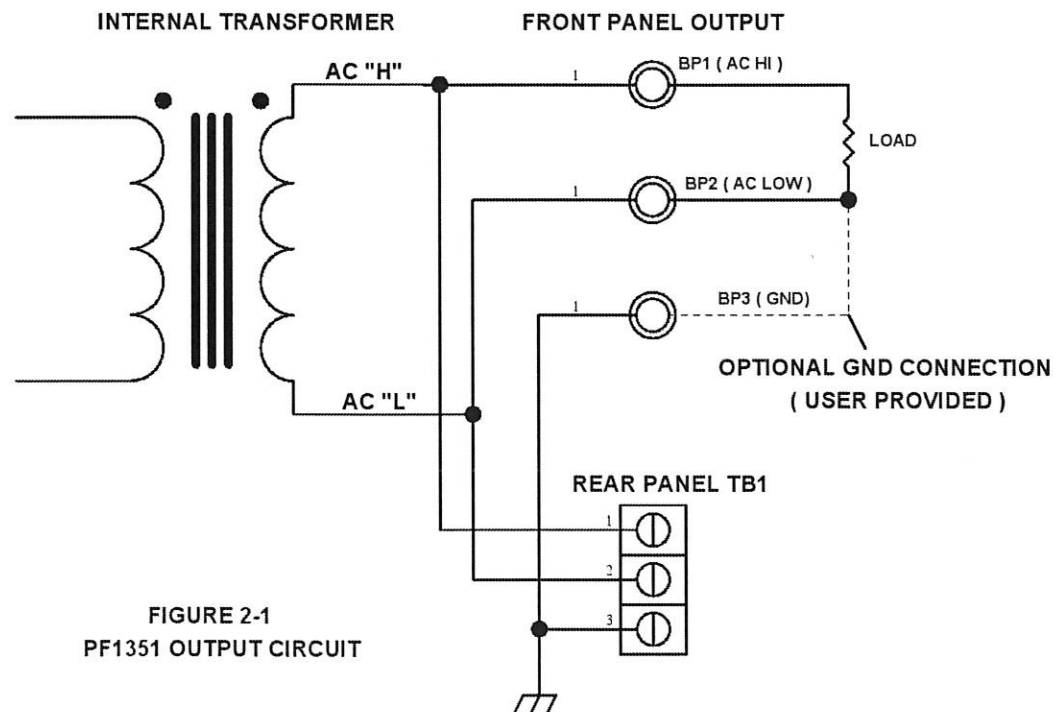 INTERNAL TRANSFORMER
FRONT PANEL OUTPUT
AC "H"
1
BP1 ( AC HI )
LOAD
1
BP2 ( AC LOW )
1
BP3 ( GND)
OPTIONAL GND CONNECTION
( USER PROVIDED )
AC "L"
REAR PANEL TB1
1
2
3
FIGURE 2-1
PF1351 OUTPUT CIRCUIT